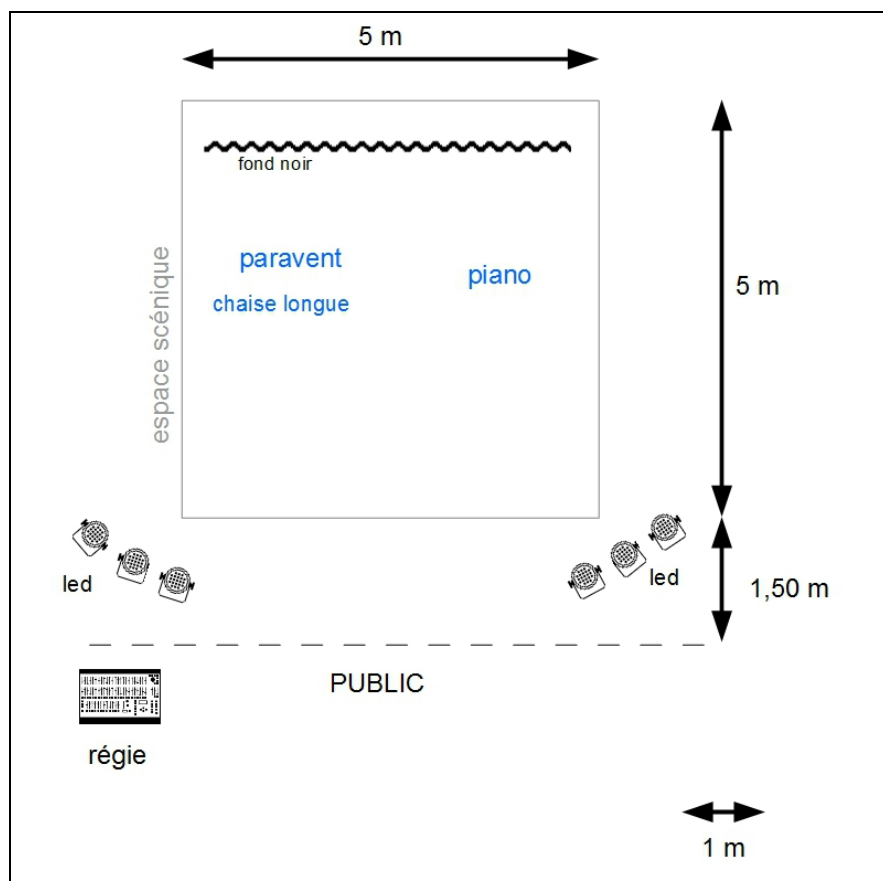 5 m
fond noir
espace scénique
paravent
piano
chaise longue
5 m
led
led
1,50 m
PUBLIC
régie
1 m